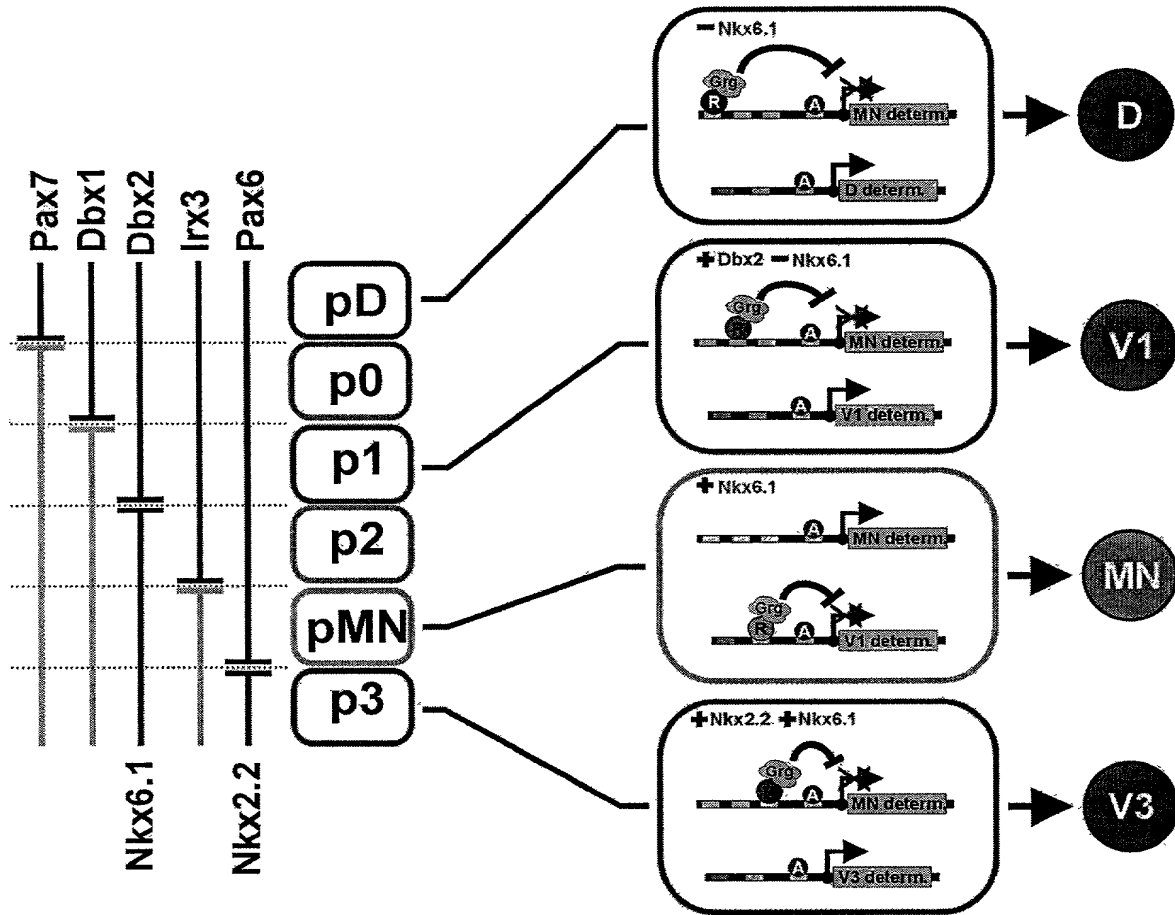 Pax7
Dbx1
Dbx2
Irx3
Pax6
Nkx6.1
Nkx2.2
pD
p0
p1
p2
pMN
p3
−Nkx6.1
Grg
R
A
MN determ.
A
D determ.
D
+Dbx2 −Nkx6.1
Grg
R
A
MN determ.
A
V1 determ.
V1
+Nkx6.1
A
MN determ.
Grg
R
A
V1 determ.
MN
+Nkx2.2 +Nkx6.1
Grg
A
MN determ.
A
V3 determ.
V3